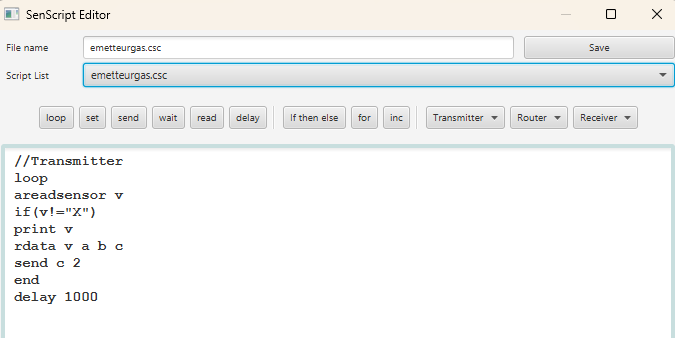 SenScript Editor
File name emetteurgas.csc Save
Script List emetteurgas.csc
loop set send wait read delay If then else for inc Transmitter Router Receiver
//Transmitter
loop
areadsensor v
if(v!="X")
print v
rdata v a b c
send c 2
end
delay 1000